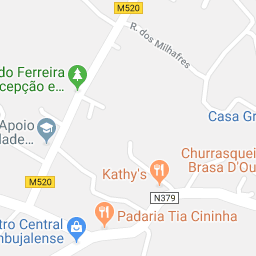 M520
R. dos Milhafres
do Ferreira
epção e...
Casa Gr
Apoio
dade...
Churrasquei
Brasa D'Ou
Kathy's
M520
N379
Padaria Tia Cininha
tro Central
mbujalense